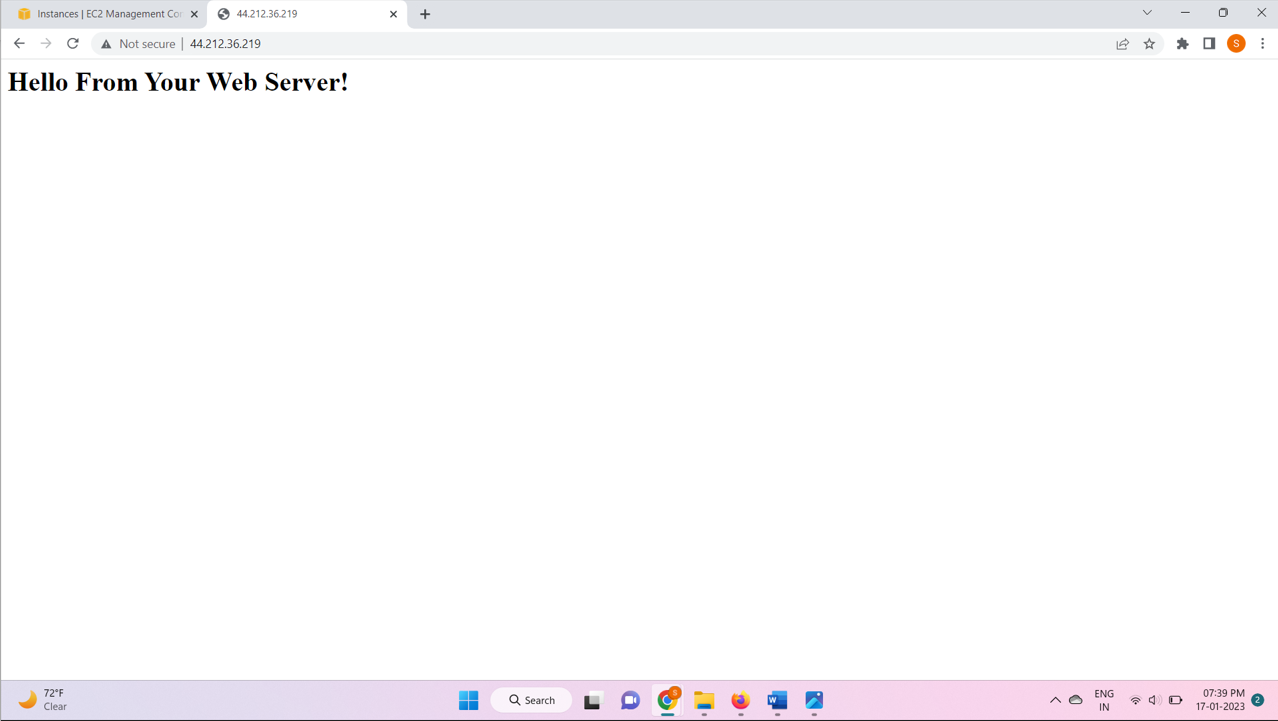 Instances | EC2 Management Co
44.212.36.219
Not secure
44.212.36.219
S
Hello From Your Web Server!
72°F
Clear
Search
S
W
ENG
IN
07:39 PM
17-01-2023
2